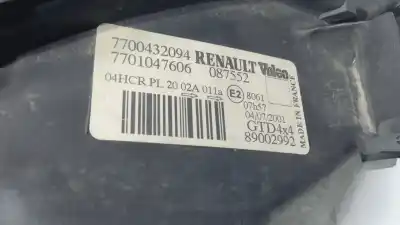 7700432094 RENAULT Valeo
7701047606 087552
04HCR PL 20 02A 011a E2 8061
07h57
04/07/2001
GTD4x4
89002992
MADE IN FRANCE